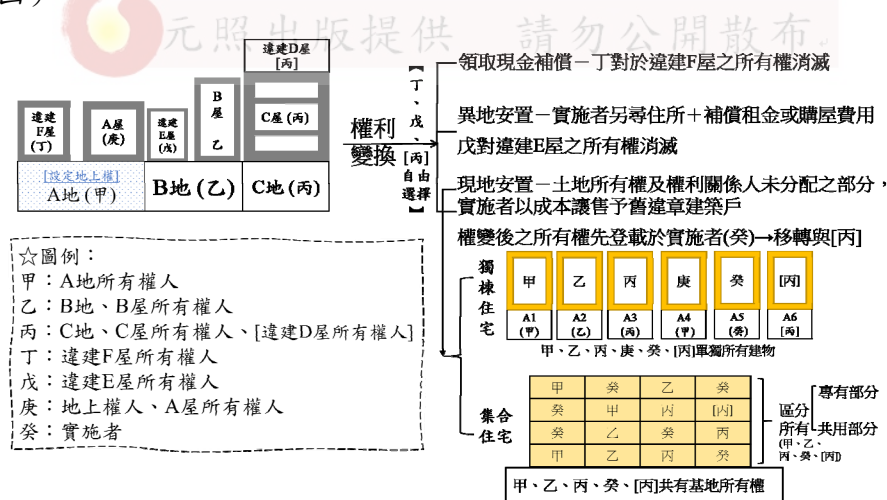 元照出版提供 請勿公開散布。
違建D屋
[丙]
違建
F屋
(丁)
A屋
(庚)
違建
E屋
(戊)
B
屋
乙
C屋(丙)
[設定地上權]
A地(甲)
B地(乙)
C地(丙)
權利
變換
【丁、戊、[丙]自由選擇】
領取現金補償－丁對於違建F屋之所有權消滅
異地安置－實施者另尋住所＋補償租金或購屋費用
戊對違建E屋之所有權消滅
現地安置－土地所有權及權利關係人未分配之部分，
實施者以成本讓售予舊違章建築戶
權變後之所有權先登載於實施者(癸)→移轉與[丙]
☆圖例：
甲：A地所有權人
乙：B地、B屋所有權人
丙：C地、C屋所有權人、[違建D屋所有權人]
丁：違建F屋所有權人
戊：違建E屋所有權人
庚：地上權人、A屋所有權人
癸：實施者
獨棟住宅
甲 乙 丙 庚 癸 [丙]
A1 A2 A3 A4 A5 A6
(甲) (乙) (丙) (甲) (癸) [丙]
甲、乙、丙、庚、癸、[丙]單獨所有建物
集合
住宅
甲 癸 乙 癸
癸 甲 丙 [丙]
癸 乙 癸 丙
甲 乙 丙 癸
區分
所有
(甲、乙、
丙、癸、[丙])
專有部分
共用部分
甲、乙、丙、癸、[丙]共有基地所有權